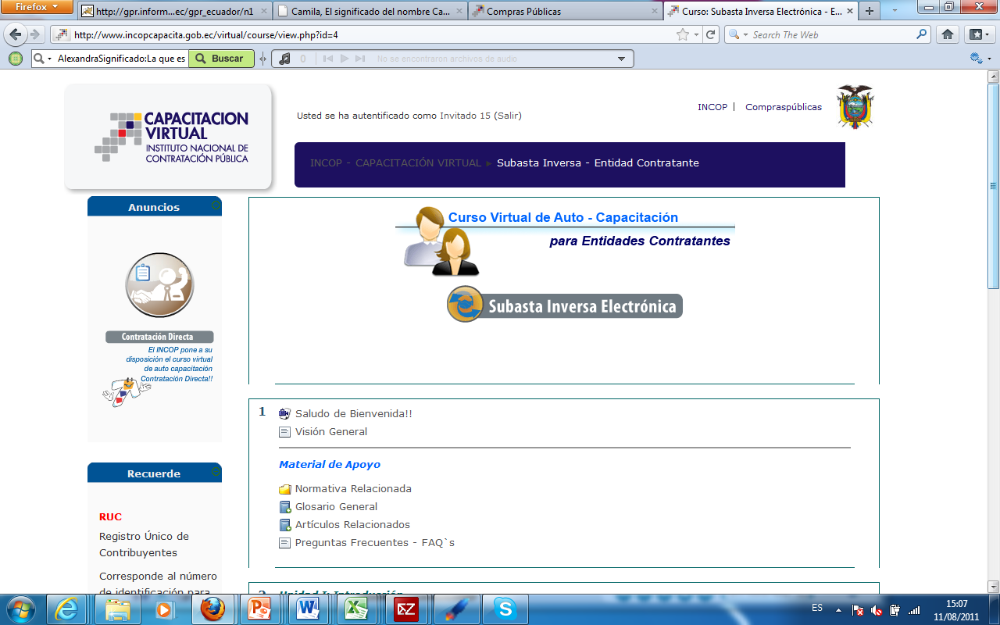 Firefox
http://gpr.inform...ec/gpr_ecuador/n1
Camila, El significado del nombre Ca...
Compras Públicas
Curso: Subasta Inversa Electrónica - E...
http://www.incopcapacita.gob.ec/virtual/course/view.php?id=4
Search The Web
AlexandraSignificado:La que es
Buscar
0
No se encontraron archivos de audio
CAPACITACION
VIRTUAL
INSTITUTO NACIONAL DE
CONTRATACIÓN PÚBLICA
Usted se ha autentificado como Invitado 15 (Salir)
INCOP | Compraspúblicas
INCOP - CAPACITACIÓN VIRTUAL ► Subasta Inversa - Entidad Contratante
Anuncios
Contratación Directa
El INCOP pone a su
disposición el curso virtual
de auto capacitación
Contratación Directa!!
Recuerde
RUC
Registro Único de
Contribuyentes
Corresponde al número
de identificación para
Curso Virtual de Auto - Capacitación
para Entidades Contratantes
Subasta Inversa Electrónica
1
Saludo de Bienvenida!!
Visión General
Material de Apoyo
Normativa Relacionada
Glosario General
Artículos Relacionados
Preguntas Frecuentes - FAQ`s
2 Unidad I: Introducción
ES
15:07
11/08/2011